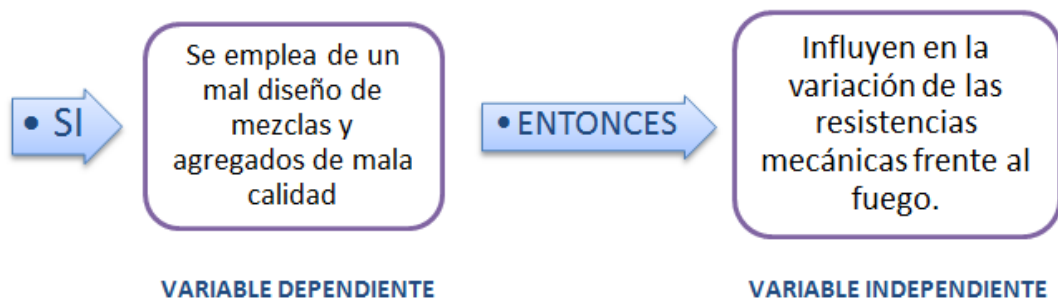 • SI
Se emplea de un
mal diseño de
mezclas y
agregados de mala
calidad
• ENTONCES
Influyen en la
variación de las
resistencias
mecánicas frente al
fuego.
VARIABLE DEPENDIENTE
VARIABLE INDEPENDIENTE